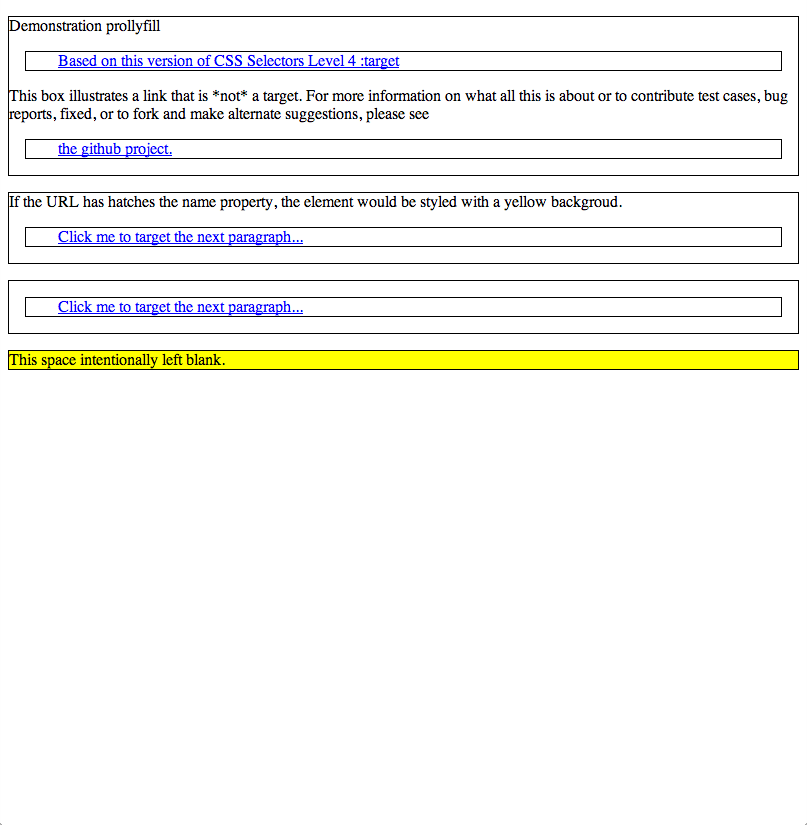 Demonstration prollyfill
Based on this version of CSS Selectors Level 4 :target
This box illustrates a link that is *not* a target. For more information on what all this is about or to contribute test cases, bug
reports, fixed, or to fork and make alternate suggestions, please see
the github project.
If the URL has hatches the name property, the element would be styled with a yellow backgroud.
Click me to target the next paragraph...
Click me to target the next paragraph...
This space intentionally left blank.